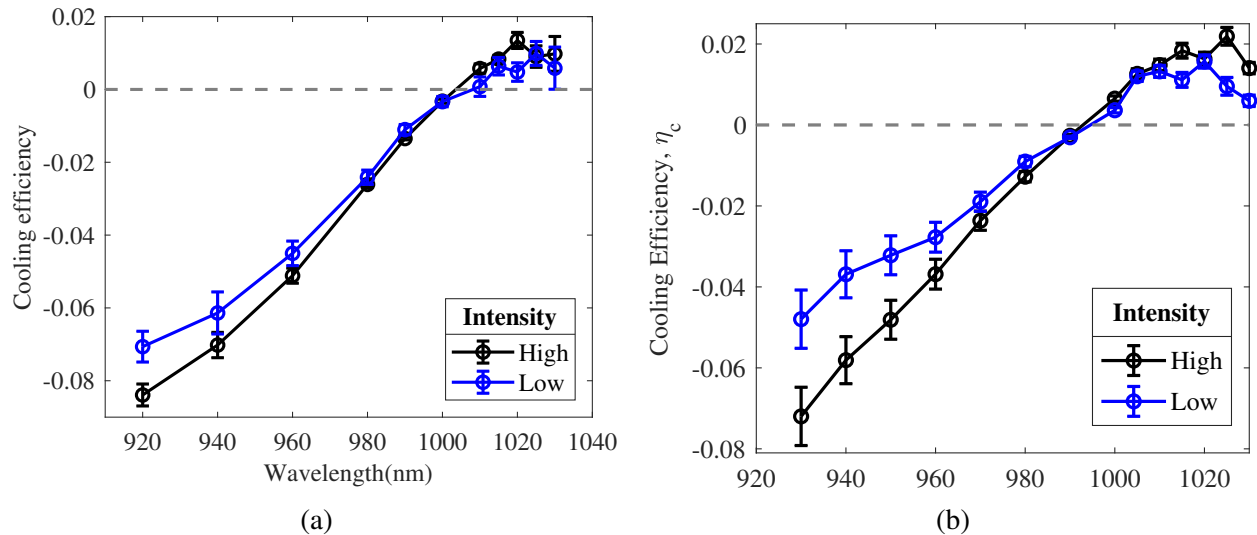 0.02
0
-0.02
-0.04
-0.06
-0.08
Cooling efficiency
920 940 960 980 1000 1020 1040
Wavelength(nm)
Intensity
High
Low
(a)
0.02
0
-0.02
-0.04
-0.06
-0.08
Cooling Efficiency, η_c
920 940 960 980 1000 1020
Intensity
High
Low
(b)